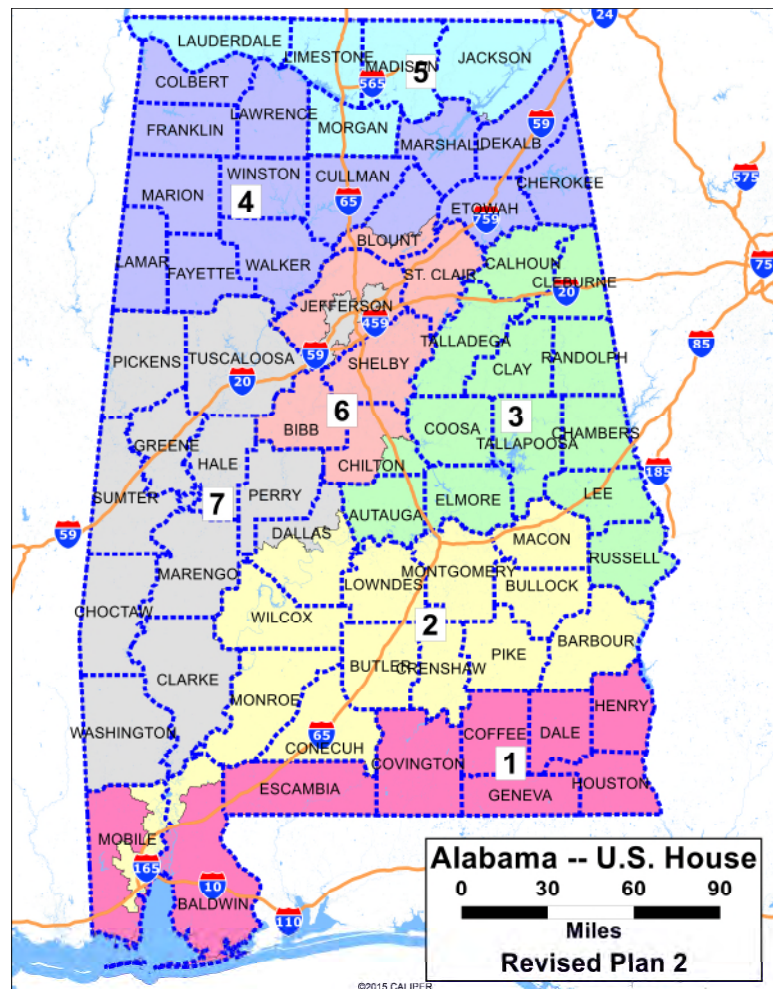 24
LAUDERDALE
LIMESTONE
MADISON
JACKSON
5
565
COLBERT
LAWRENCE
FRANKLIN
MORGAN
MARSHAL
DEKALB
59
575
WINSTON
CULLMAN
CHEROKEE
MARION
4
65
ETOWAH
759
BLOUNT
75
LAMAR
FAYETTE
WALKER
ST. CLAIR
CALHOUN
CLEBURNE
20
JEFFERSON
459
85
PICKENS
TUSCALOOSA
59
SHELBY
TALLADEGA
CLAY
RANDOLPH
20
6
3
BIBB
COOSA
TALLAPOOSA
CHAMBERS
GREENE
HALE
CHILTON
185
SUMTER
7
PERRY
ELMORE
LEE
59
DALLAS
AUTAUGA
MACON
RUSSELL
MARENGO
LOWNDES
MONTGOMERY
BULLOCK
CHOCTAW
WILCOX
2
PIKE
BARBOUR
BUTLER
CRENSHAW
CLARKE
MONROE
HENRY
WASHINGTON
65
CONECUH
COFFEE
DALE
COVINGTON
1
ESCAMBIA
GENEVA
HOUSTON
MOBILE
165
10
BALDWIN
110
Alabama -- U.S. House
0 30 60 90
Miles
Revised Plan 2
©2015 CALIPER